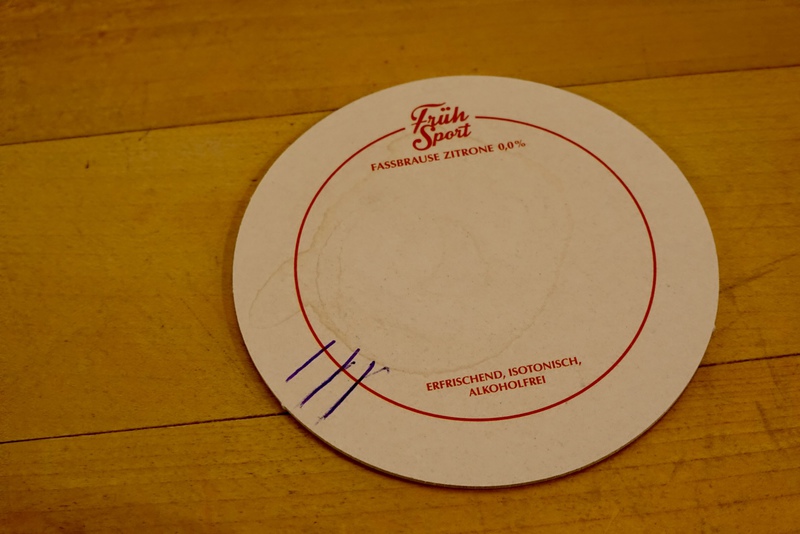 Früh
Sport
FASSBRAUSE ZITRONE 0,0%
ERFRISCHEND, ISOTONISCH,
ALKOHOLFREI